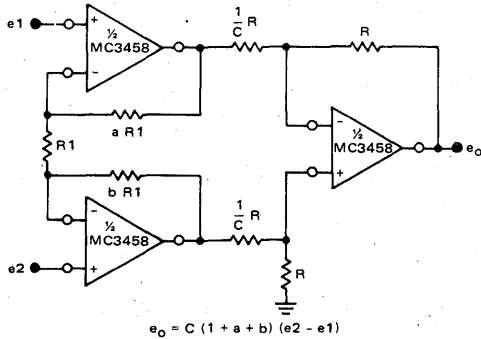 e1
+
½
MC3458
−
1/C R
R
a R1
R1
b R1
−
½
MC3458
+
eo
−
½
MC3458
+
e2
1/C R
R
eo = C (1 + a + b) (e2 - e1)